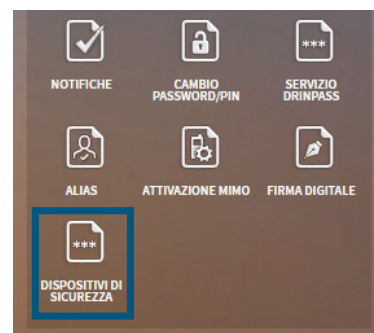 NOTIFICHE
CAMBIO
PASSWORD/PIN
***
SERVIZIO
DRINPASS
ALIAS
ATTIVAZIONE MIMO
FIRMA DIGITALE
***
DISPOSITIVI DI
SICUREZZA